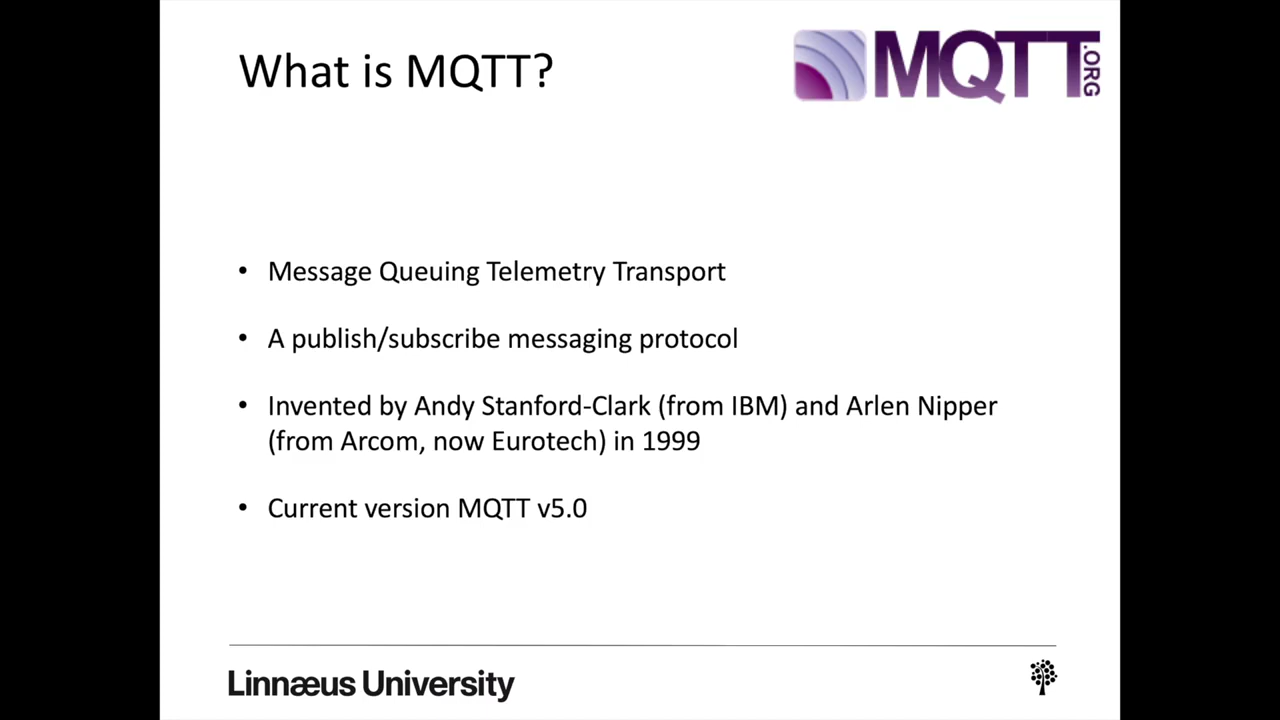 What is MQTT?
MQTT.ORG
• Message Queuing Telemetry Transport
• A publish/subscribe messaging protocol
• Invented by Andy Stanford-Clark (from IBM) and Arlen Nipper
(from Arcom, now Eurotech) in 1999
• Current version MQTT v5.0
Linnæus University